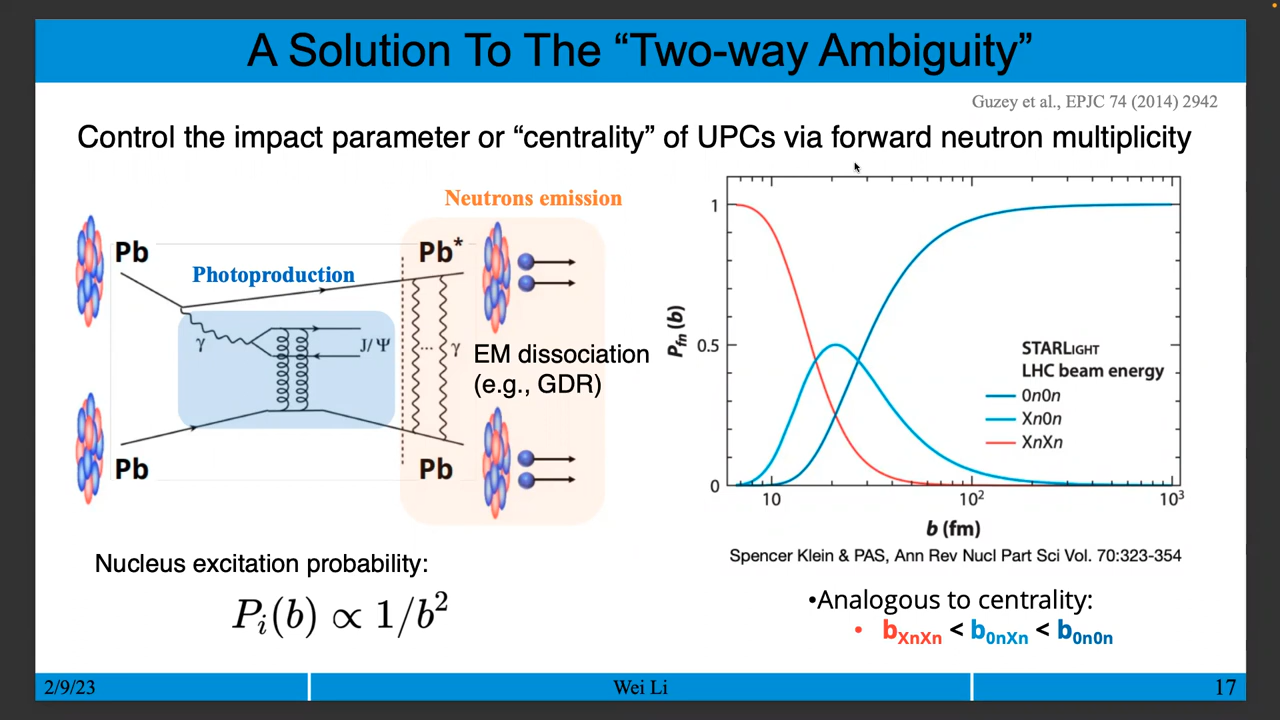 A Solution To The “Two-way Ambiguity”
Guzey et al., EPJC 74 (2014) 2942
Control the impact parameter or “centrality” of UPCs via forward neutron multiplicity
Neutrons emission
Pb
Pb*
Photoproduction
γ
J/Ψ
...
γ
EM dissociation
(e.g., GDR)
Pb
Pb
Nucleus excitation probability:
P_i(b) ∝ 1/b²
1
0.5
0
P_fn (b)
STARLIGHT
LHC beam energy
0n0n
Xn0n
XnXn
10
10²
10³
b (fm)
Spencer Klein & PAS, Ann Rev Nucl Part Sci Vol. 70:323-354
•Analogous to centrality:
• b_XnXn < b_0nXn < b_0n0n
2/9/23
Wei Li
17